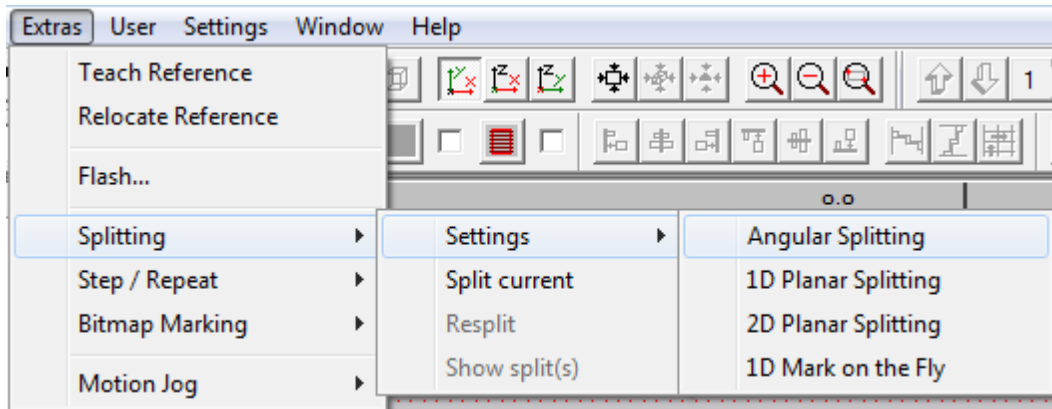 Extras User Settings Window Help
Teach Reference
Relocate Reference
1
Flash...
0.0
Splitting Settings Angular Splitting
Step / Repeat Split current 1D Planar Splitting
Bitmap Marking Resplit 2D Planar Splitting
Show split(s) 1D Mark on the Fly
Motion Jog